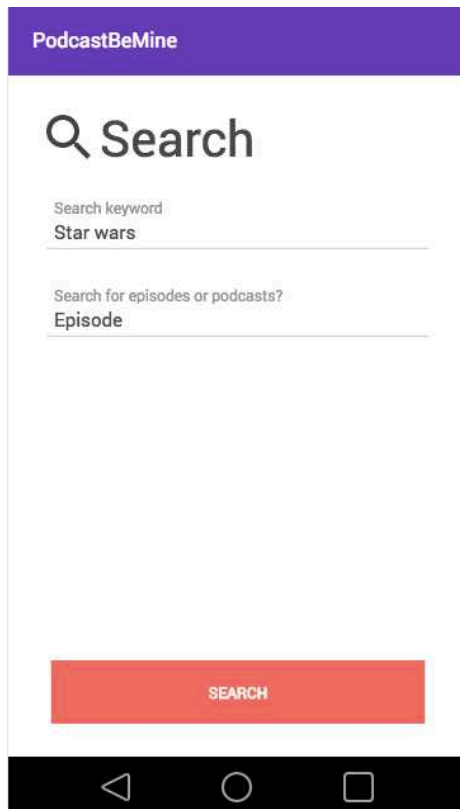 PodcastBeMine
Search
Search keyword
Star wars
Search for episodes or podcasts?
Episode
SEARCH